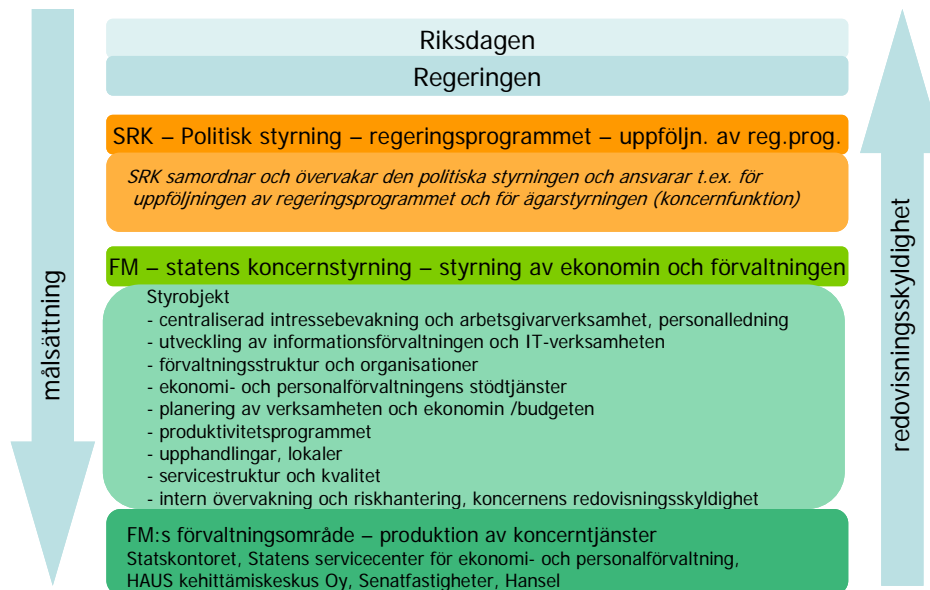 målsättning
Riksdagen
Regeringen
SRK – Politisk styrning – regeringsprogrammet – uppföljn. av reg.prog.
SRK samordnar och övervakar den politiska styrningen och ansvarar t.ex. för
uppföljningen av regeringsprogrammet och för ägarstyrningen (koncernfunktion)
FM – statens koncernstyrning – styrning av ekonomin och förvaltningen
Styrobjekt
- centraliserad intressebevakning och arbetsgivarverksamhet, personalledning
- utveckling av informationsförvaltningen och IT-verksamheten
- förvaltningsstruktur och organisationer
- ekonomi- och personalförvaltningens stödtjänster
- planering av verksamheten och ekonomin /budgeten
- produktivitetsprogrammet
- upphandlingar, lokaler
- servicestruktur och kvalitet
- intern övervakning och riskhantering, koncernens redovisningsskyldighet
FM:s förvaltningsområde – produktion av koncerntjänster
Statskontoret, Statens servicecenter för ekonomi- och personalförvaltning,
HAUS kehittämiskeskus Oy, Senatfastigheter, Hansel
redovisningsskyldighet